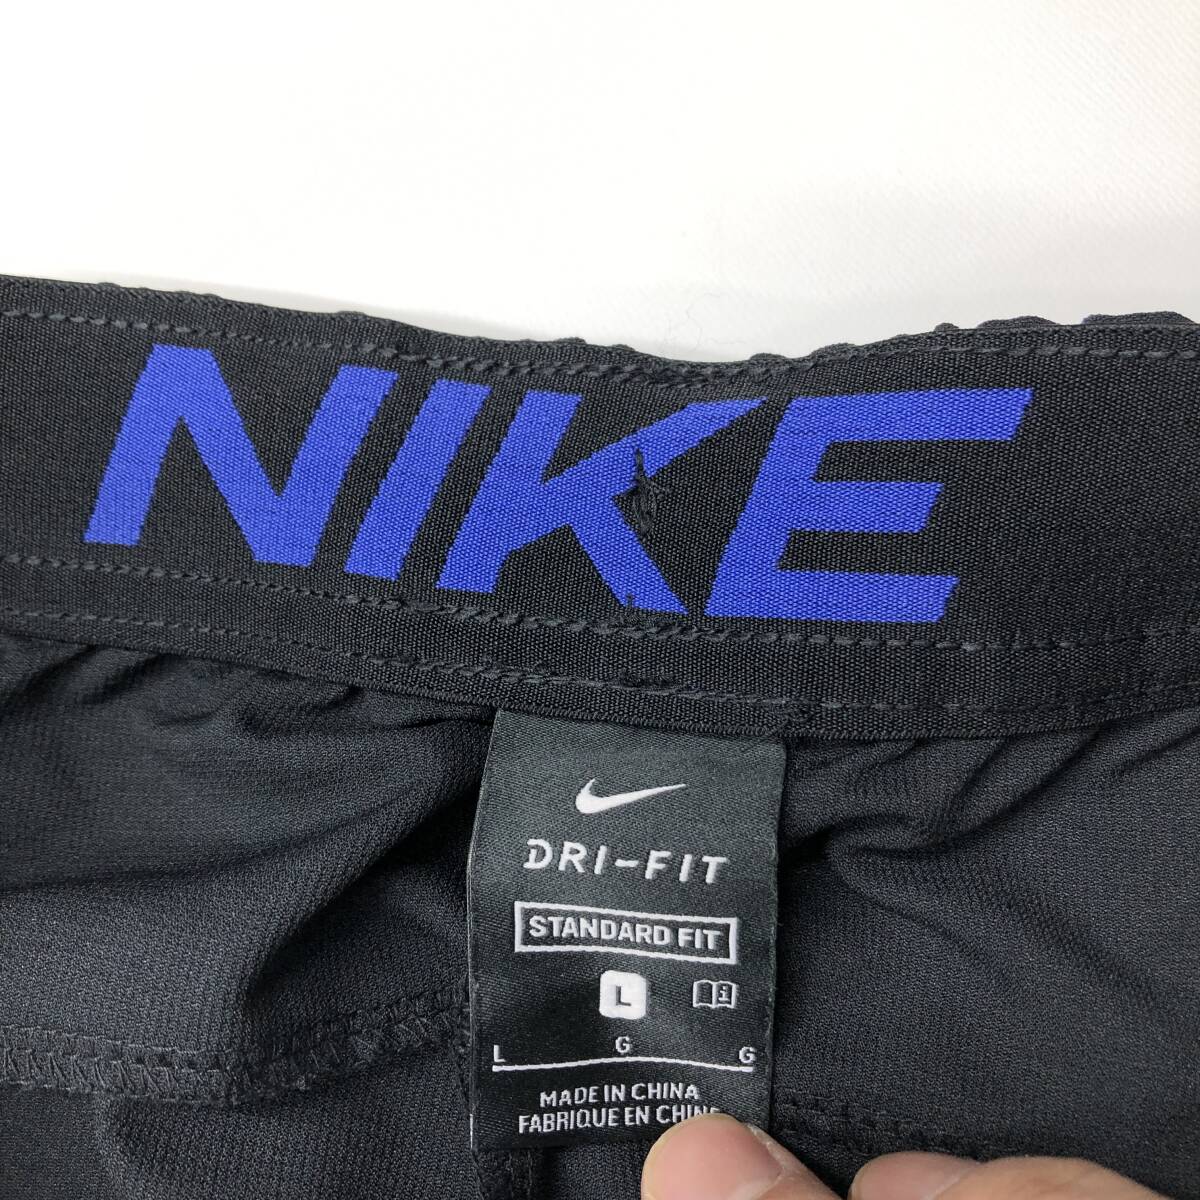 NIKE
DRI-FIT
STANDARD FIT
L
L G G
MADE IN CHINA
FABRIQUE EN CHINE